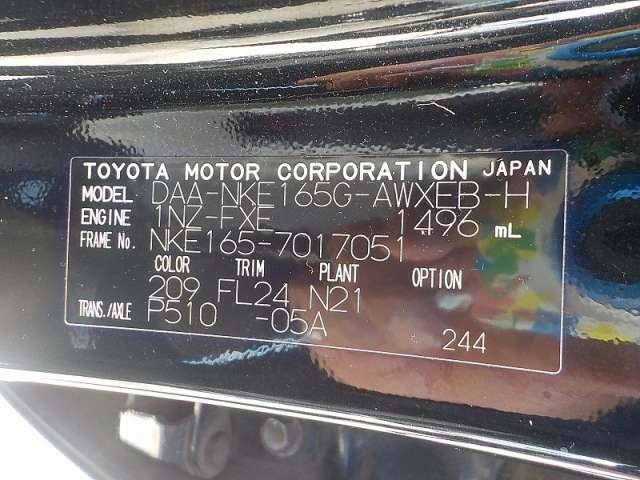 TOYOTA MOTOR CORPORATION JAPAN
MODEL DAA-NKE165G-AWXEB-H
ENGINE 1NZ-FXE 1496 mL
FRAME No. NKE165-7017051
COLOR TRIM PLANT OPTION
209 FL24 N21
TRANS./AXLE P510 -05A
244